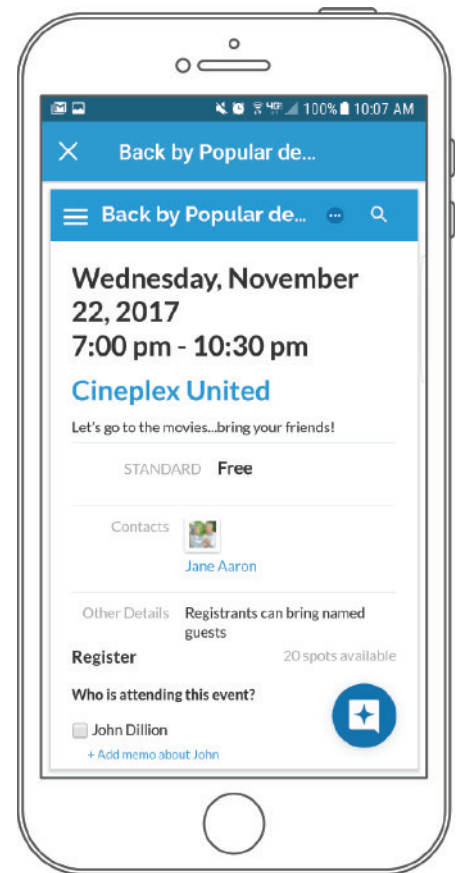 4G 100% 10:07 AM
Back by Popular de...
Back by Popular de...
Wednesday, November
22, 2017
7:00 pm - 10:30 pm
Cineplex United
Let's go to the movies...bring your friends!
STANDARD Free
Contacts
Jane Aaron
Other Details Registrants can bring named
guests
Register 20 spots available
Who is attending this event?
John Dillion
+ Add memo about John